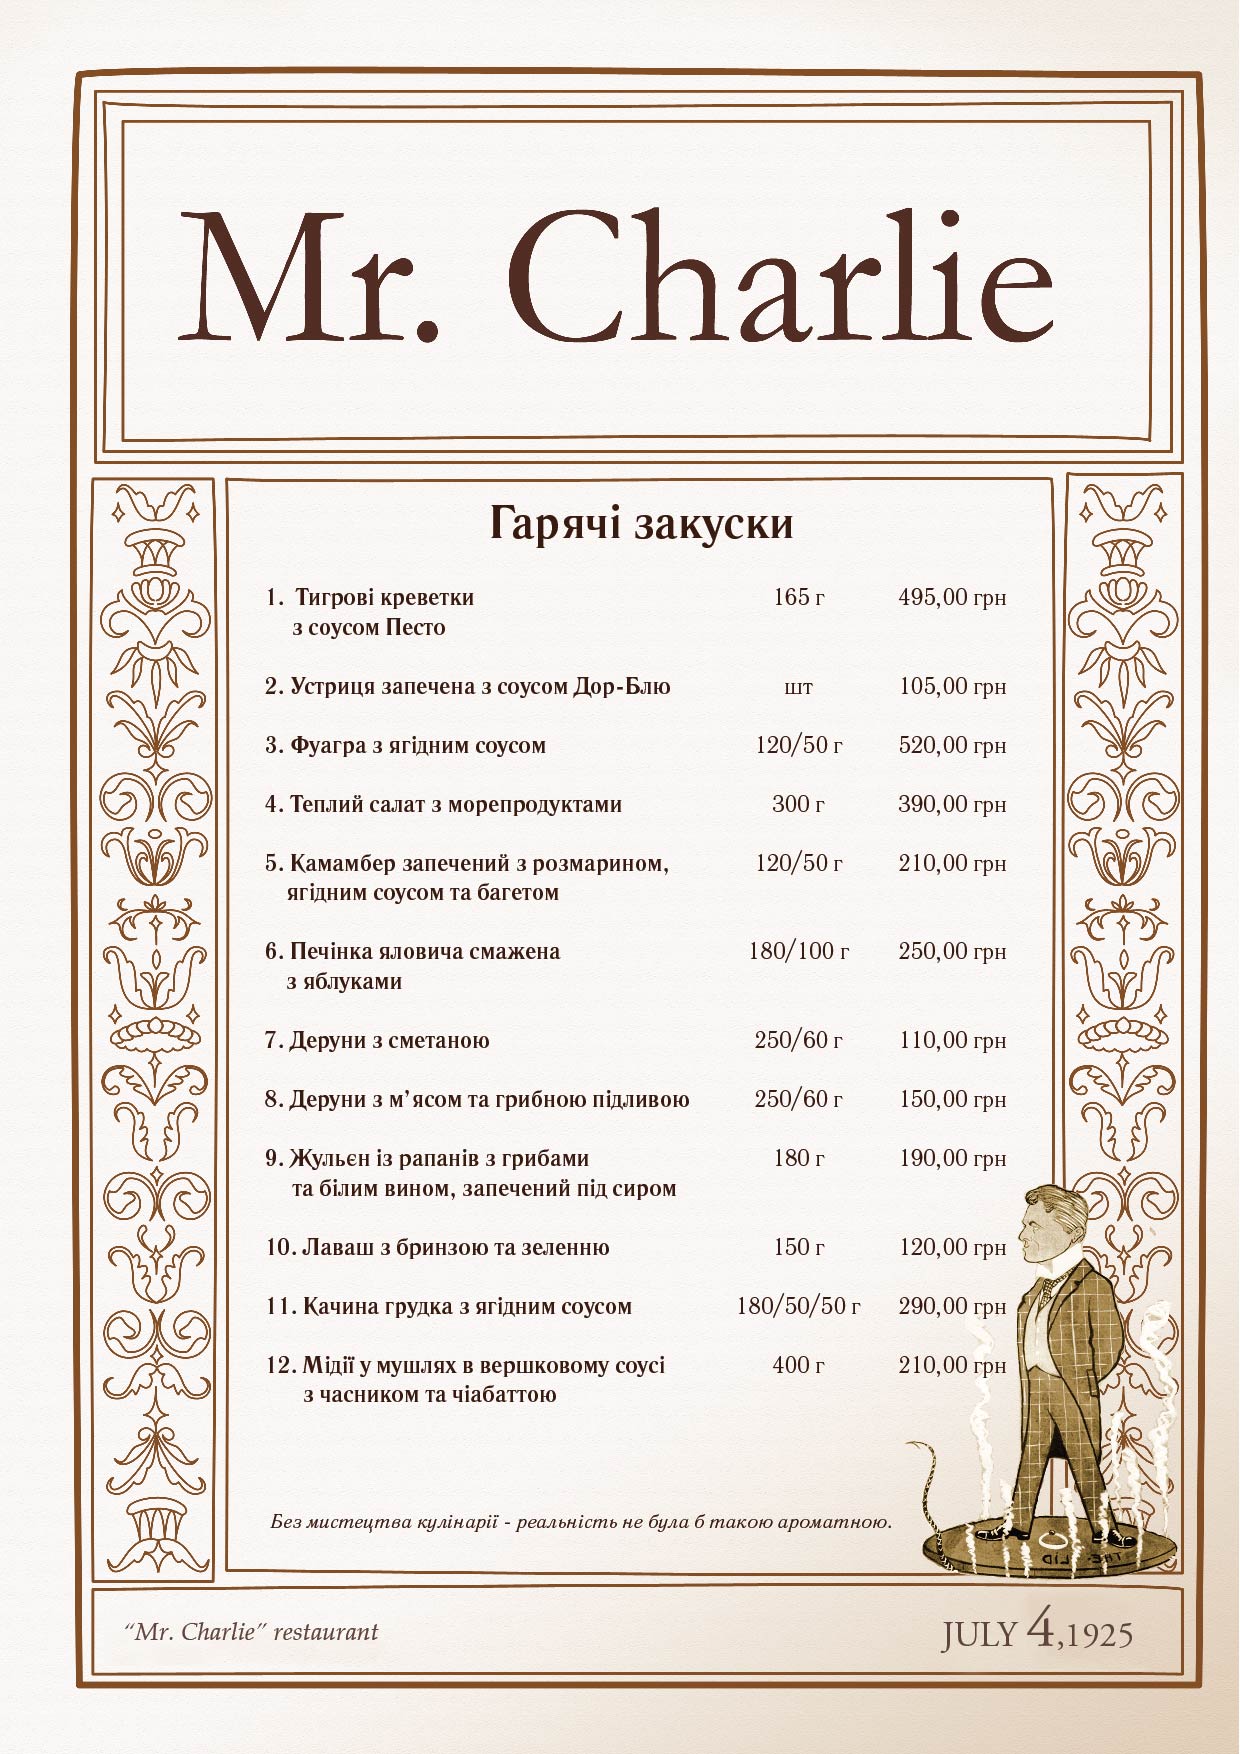 Mr. Charlie
Гарячі закуски
1. Тигрові креветки 165 г 495,00 грн
з соусом Песто
2. Устриця запечена з соусом Дор-Блю шт 105,00 грн
3. Фуагра з ягідним соусом 120/50 г 520,00 грн
4. Теплий салат з морепродуктами 300 г 390,00 грн
5. Камамбер запечений з розмарином, 120/50 г 210,00 грн
ягідним соусом та багетом
6. Печінка яловича смажена 180/100 г 250,00 грн
з яблуками
7. Деруни з сметаною 250/60 г 110,00 грн
8. Деруни з м’ясом та грибною підливою 250/60 г 150,00 грн
9. Жульєн із рапанів з грибами 180 г 190,00 грн
та білим вином, запечений під сиром
10. Лаваш з бринзою та зеленню 150 г 120,00 грн
11. Качина грудка з ягідним соусом 180/50/50 г 290,00 грн
12. Мідії у мушлях в вершковому соусі 400 г 210,00 грн
з часником та чіабаттою
Без мистецтва кулінарії - реальність не була б такою ароматною.
THE LID
“Mr. Charlie” restaurant JULY 4,1925